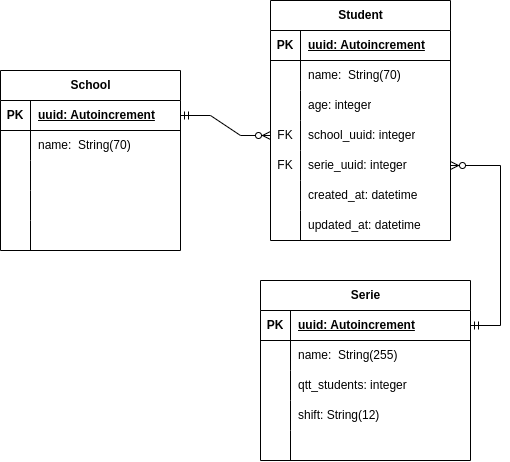 Student
PK uuid: Autoincrement
name: String(70)
age: integer
FK school_uuid: integer
FK serie_uuid: integer
created_at: datetime
updated_at: datetime
School
PK uuid: Autoincrement
name: String(70)
Serie
PK uuid: Autoincrement
name: String(255)
qtt_students: integer
shift: String(12)